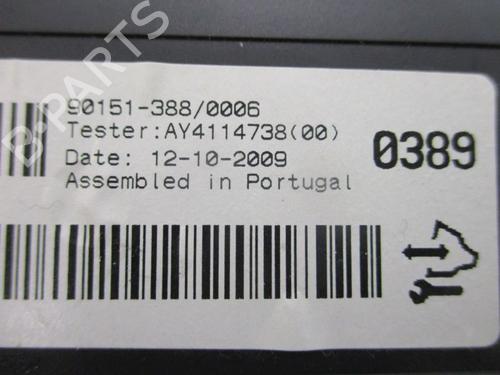 90151-388/0006
Tester:AY4114738(00)
Date: 12-10-2009
Assembled in Portugal
0389
B-PARTS